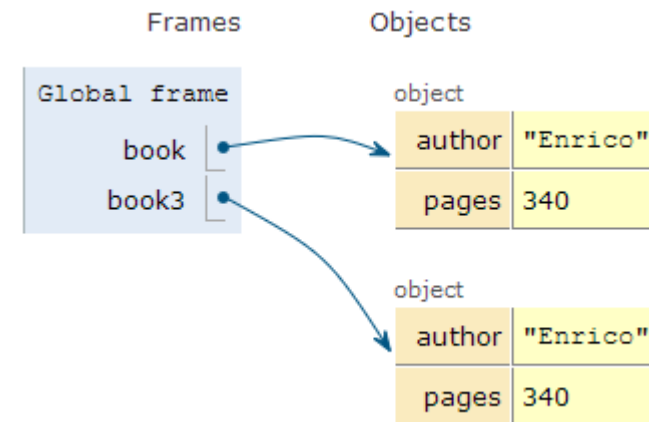 Frames Objects
Global frame
book
book3
object
author "Enrico"
pages 340
object
author "Enrico"
pages 340